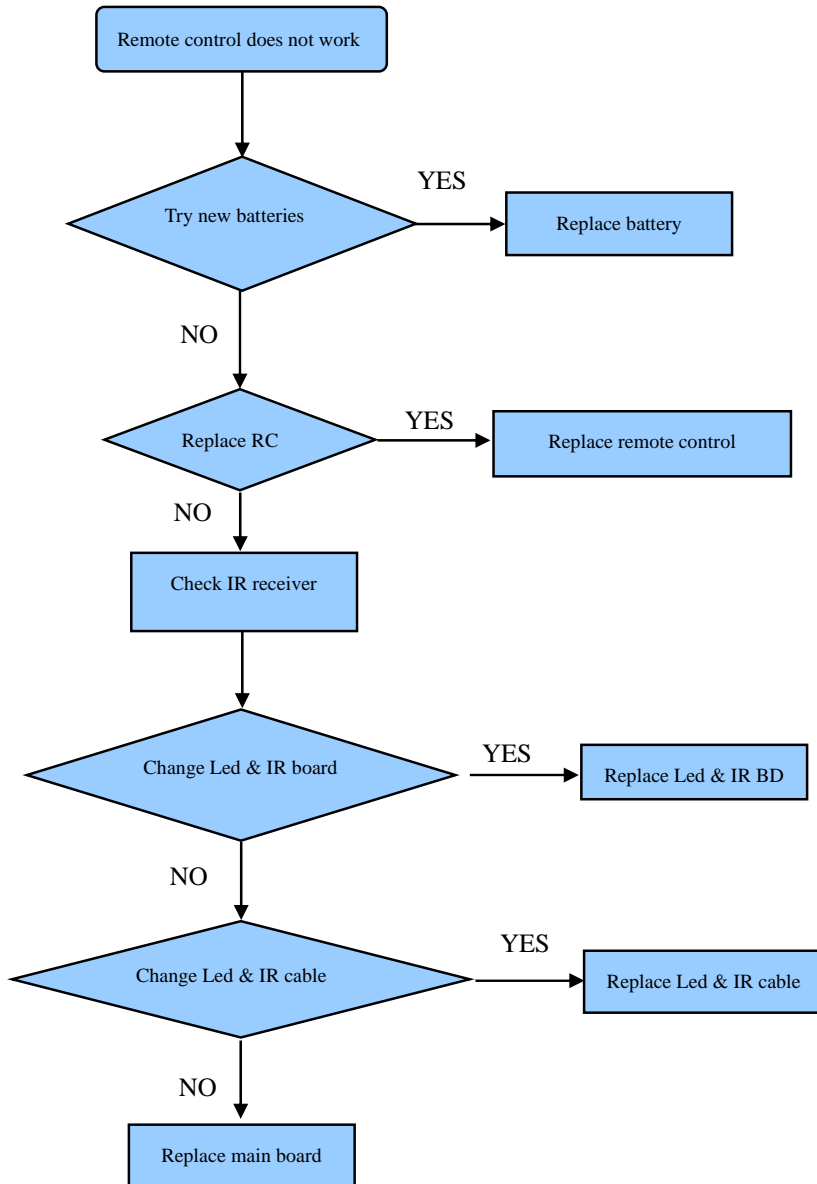 Remote control does not work
YES
Try new batteries
Replace battery
NO
YES
Replace RC
Replace remote control
NO
Check IR receiver
YES
Change Led & IR board
Replace Led & IR BD
NO
YES
Change Led & IR cable
Replace Led & IR cable
NO
Replace main board